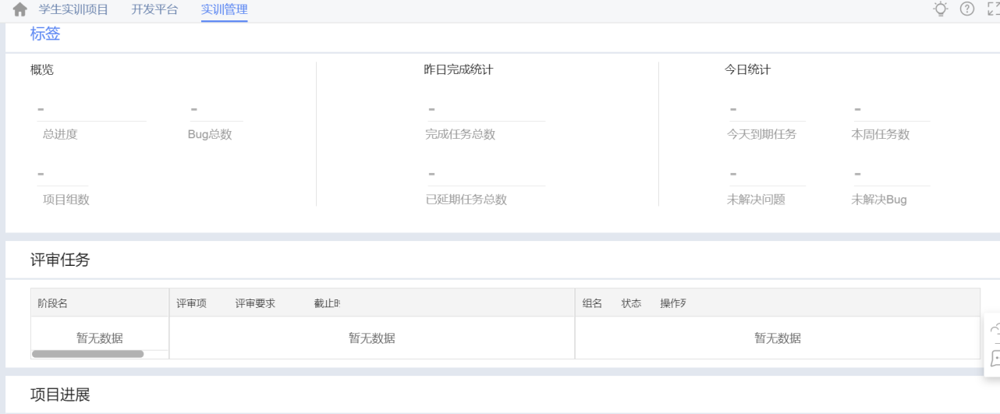 学生实训项目 开发平台 实训管理
标签
概览 昨日完成统计 今日统计
- - - - -
总进度 Bug总数 完成任务总数 今天到期任务 本周任务数
- - - -
项目组数 已延期任务总数 未解决问题 未解决Bug
评审任务
阶段名 评审项 评审要求 截止 组名 状态 操作
暂无数据 暂无数据 暂无数据
项目进展